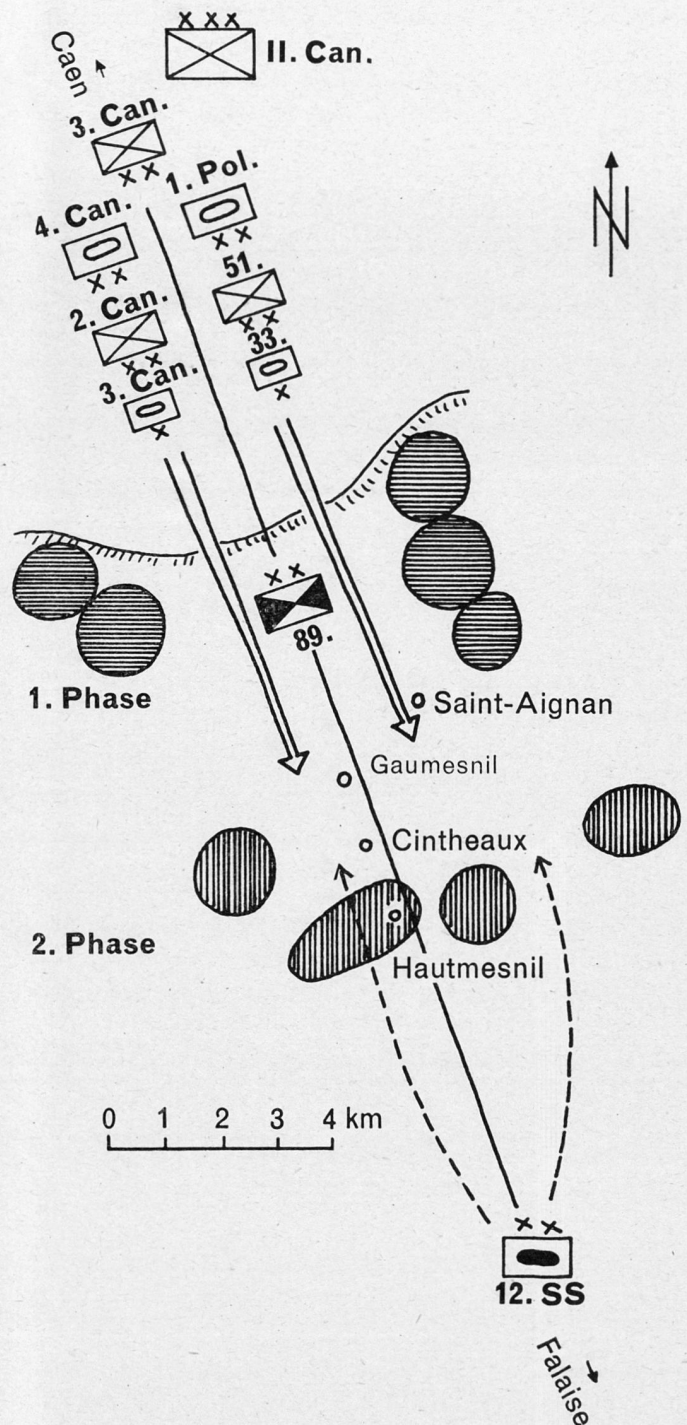 II. Can.
Caen
3. Can.
1. Pol.
4. Can.
51.
2. Can.
33.
3. Can.
N
89.
1. Phase
Saint-Aignan
Gaumesnil
Cintheaux
2. Phase
Hautmesnil
0 1 2 3 4 km
12. SS
Falaise